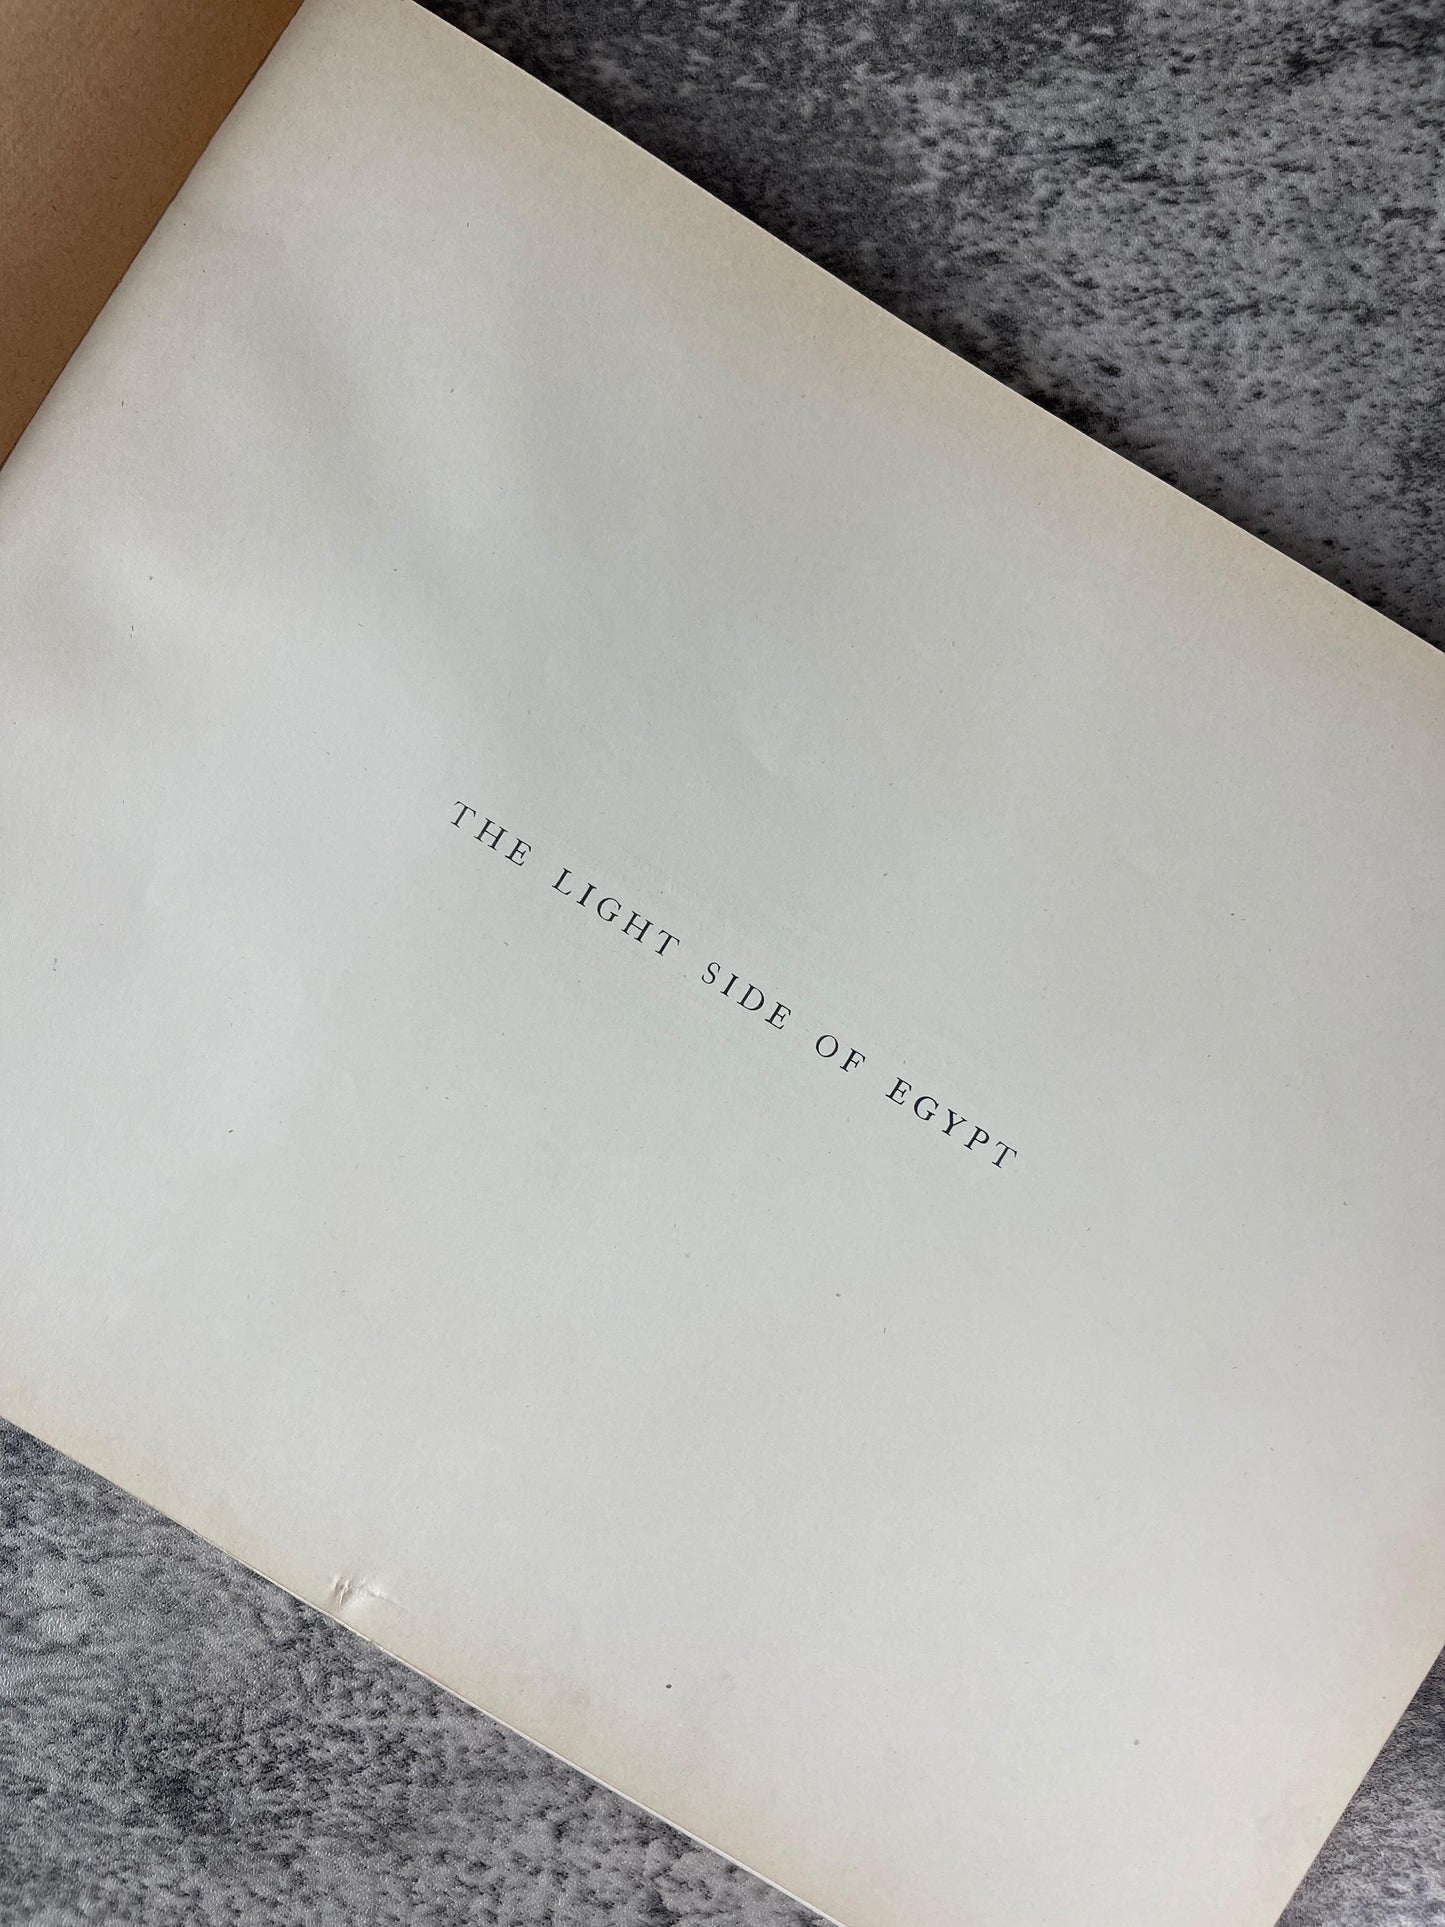 THE LIGHT SIDE OF EGYPT